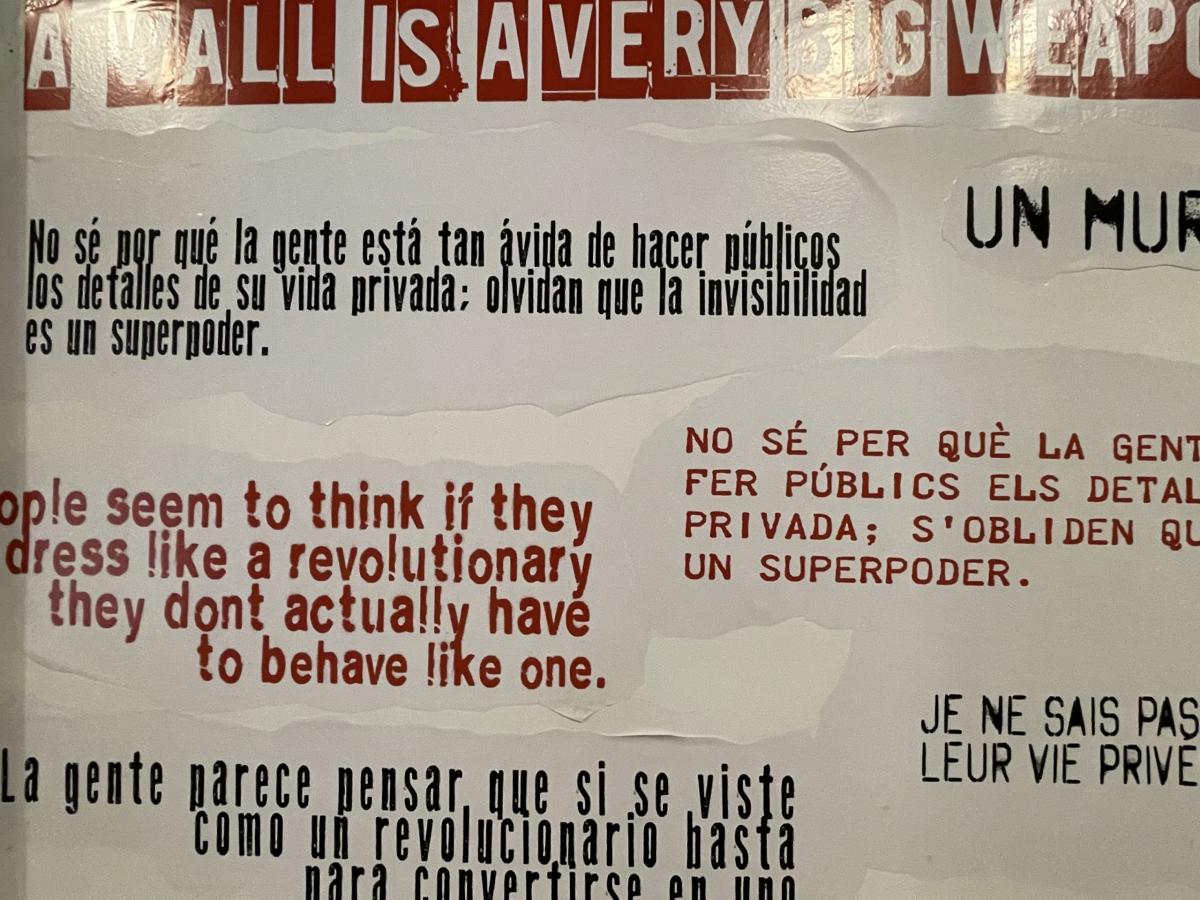 A WALL IS A VERY BIG WEAPO
No sé por qué la gente está tan ávida de hacer públicos
los detalles de su vida privada; olvidan que la invisibilidad
es un superpoder.
UN MUR
NO SÉ PER QUÈ LA GENT
FER PÚBLICS ELS DETAL
PRIVADA; S'OBLIDEN QU
UN SUPERPODER.
ople seem to think if they
dress like a revolutionary
they dont actually have
to behave like one.
JE NE SAIS PAS
LEUR VIE PRIVÉ
La gente parece pensar que si se viste
como un revolucionario basta
para convertirse en uno